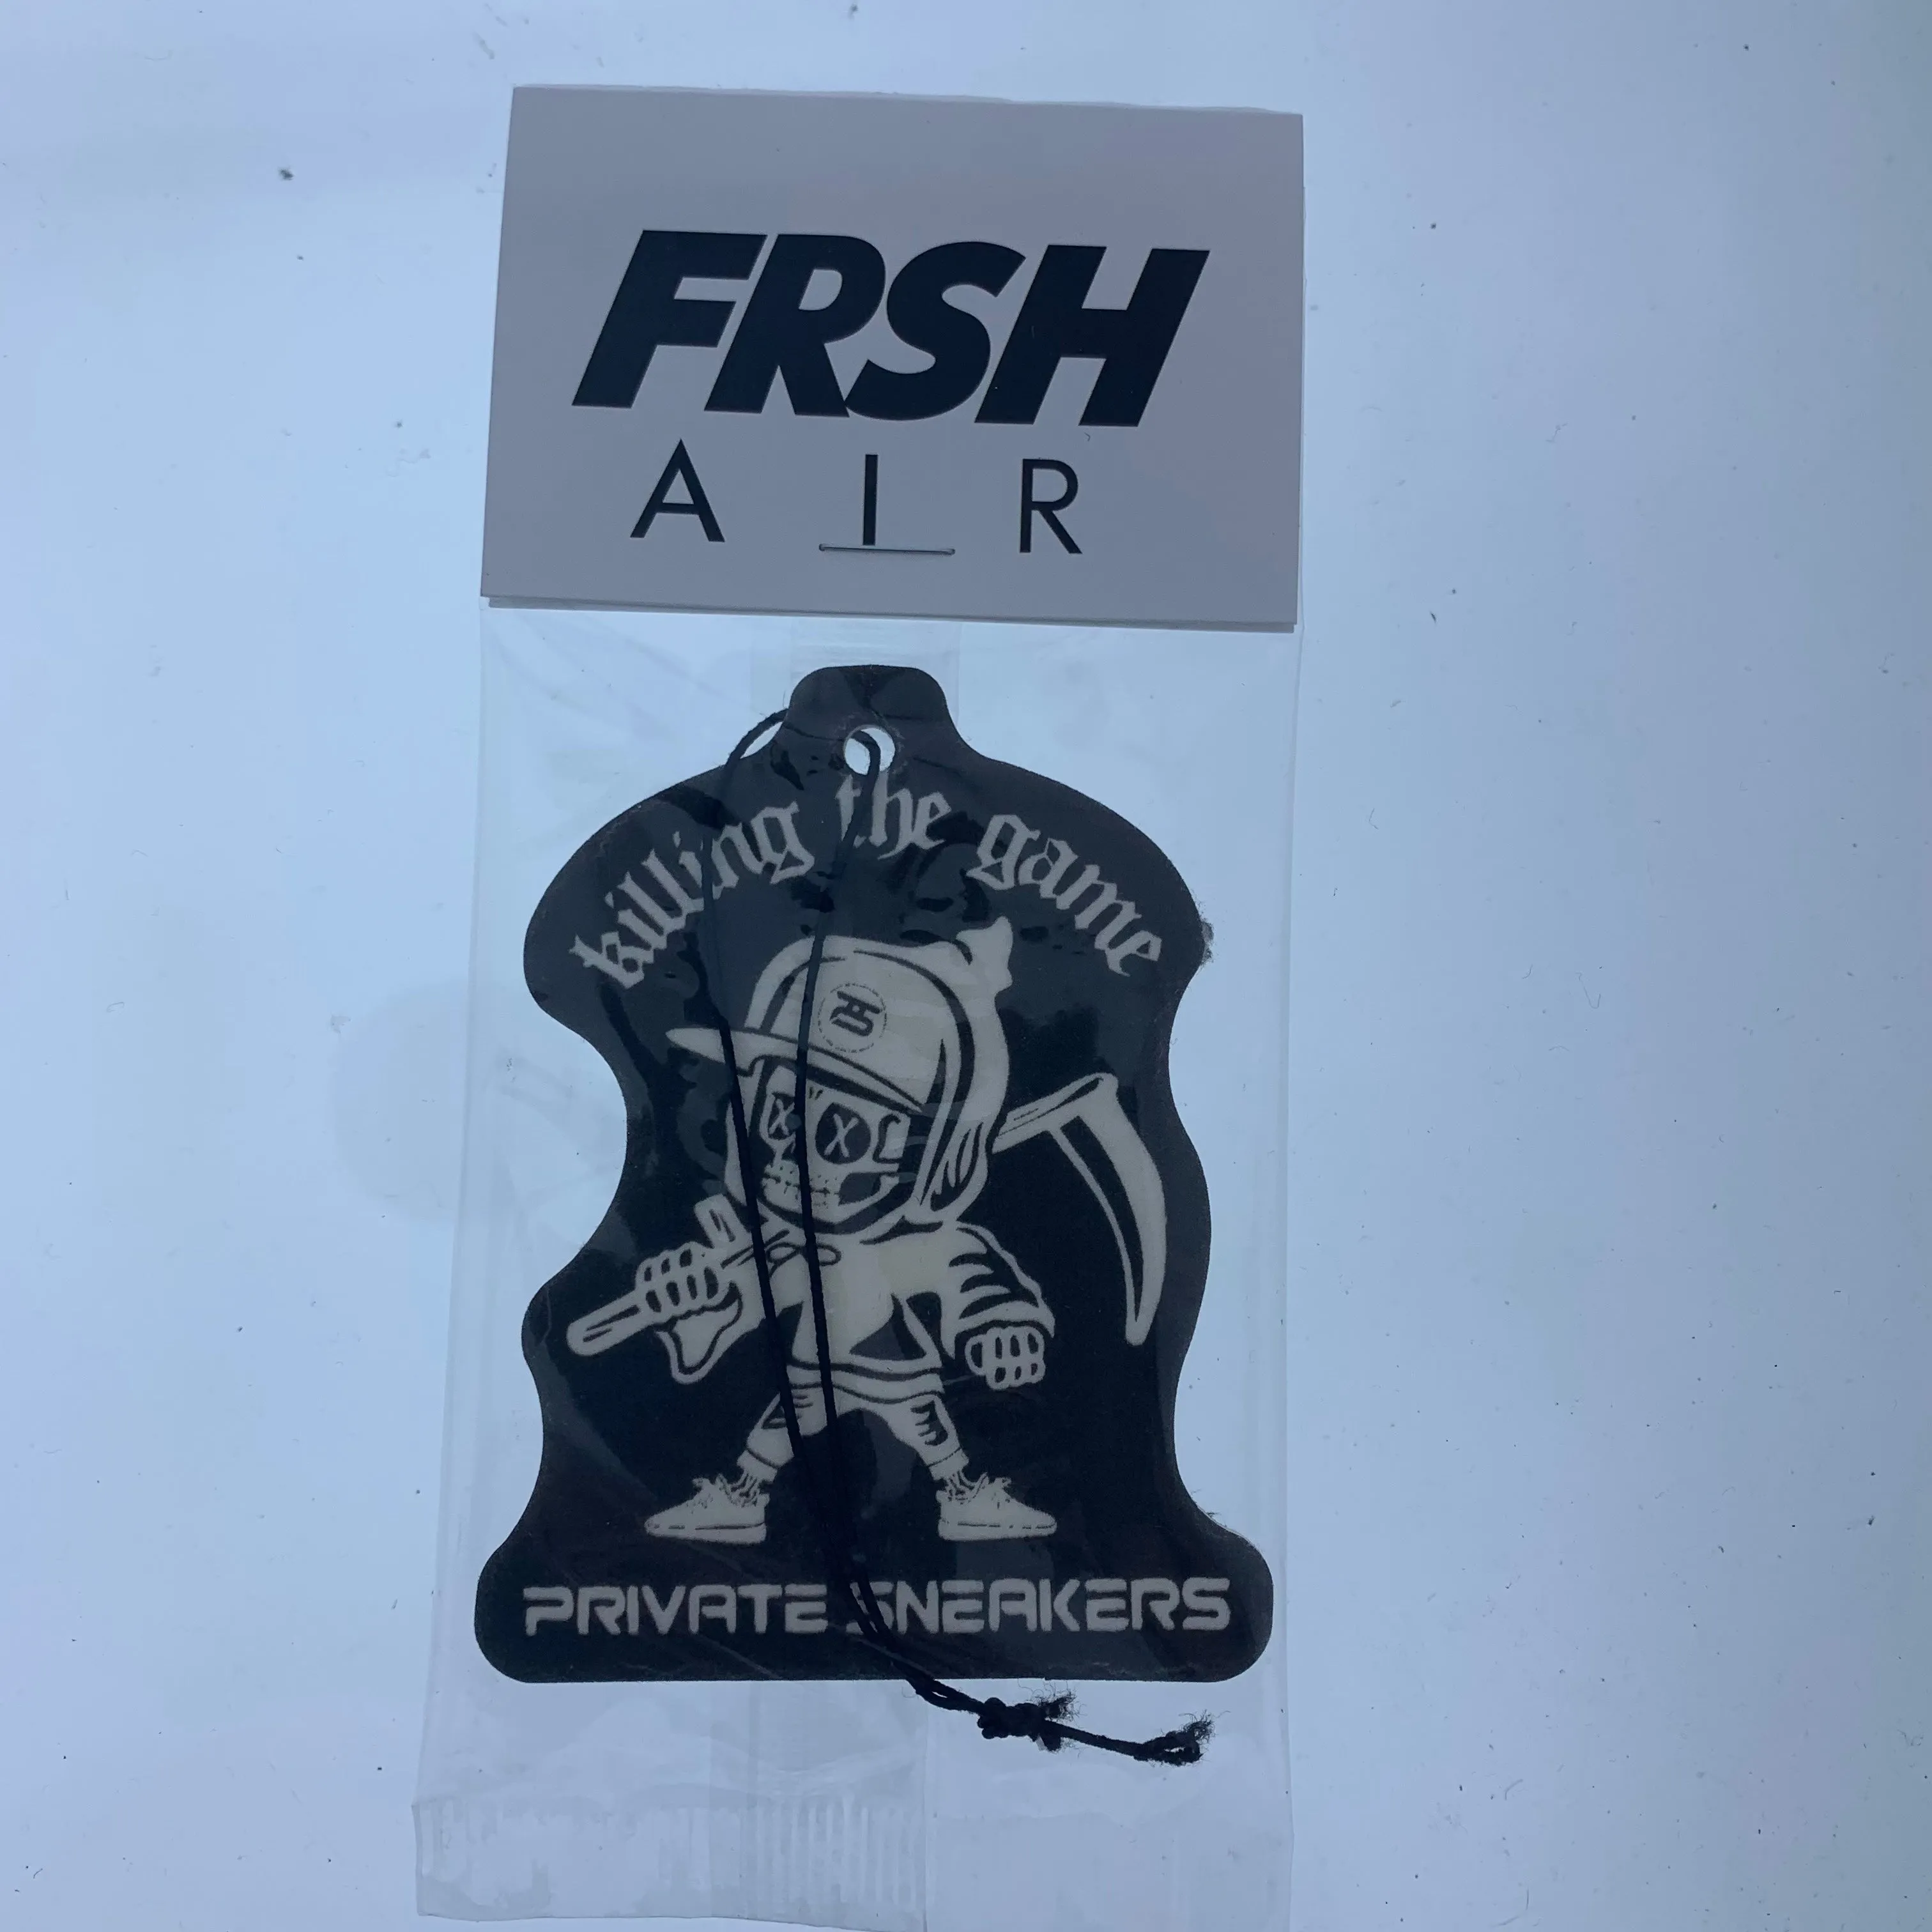 FRSH
AIR
killing the game
PRIVATE SNEAKERS